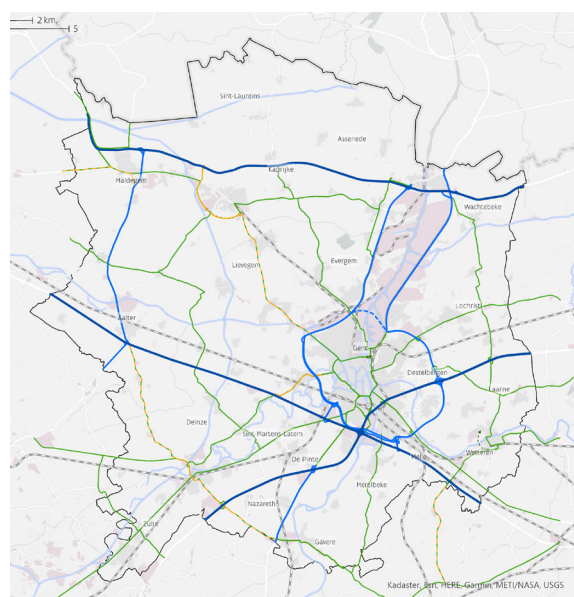 2 km
5
Sint-Laureins
Assenede
Kaprijke
Maldegem
Wachtebeke
Evergem
Lievegem
Lochristi
Aalter
Gent
Destelbergen
Laarne
Deinze
Sint-Martens-Latem
De Pinte
Melle
Wetteren
Merelbeke
Nazareth
Zulte
Gavere
Kadaster, Esri, HERE, Garmin, METI/NASA, USGS